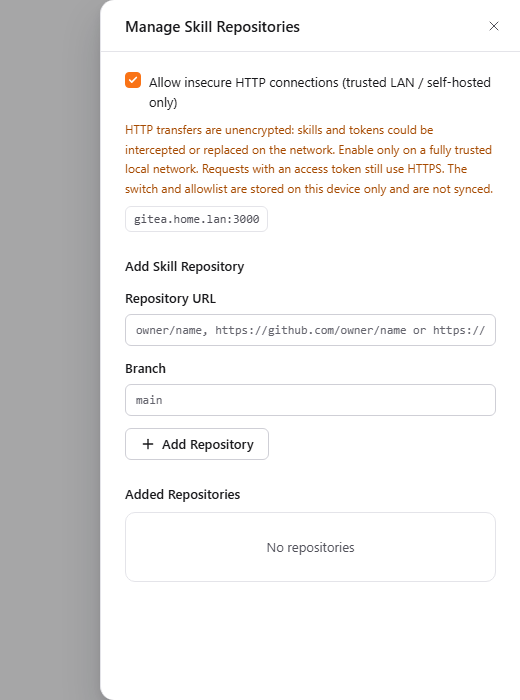 Manage Skill Repositories
Allow insecure HTTP connections (trusted LAN / self-hosted
only)
HTTP transfers are unencrypted: skills and tokens could be
intercepted or replaced on the network. Enable only on a fully trusted
local network. Requests with an access token still use HTTPS. The
switch and allowlist are stored on this device only and are not synced.
gitea.home.lan:3000
Add Skill Repository
Repository URL
owner/name, https://github.com/owner/name or https://
Branch
main
Add Repository
Added Repositories
No repositories